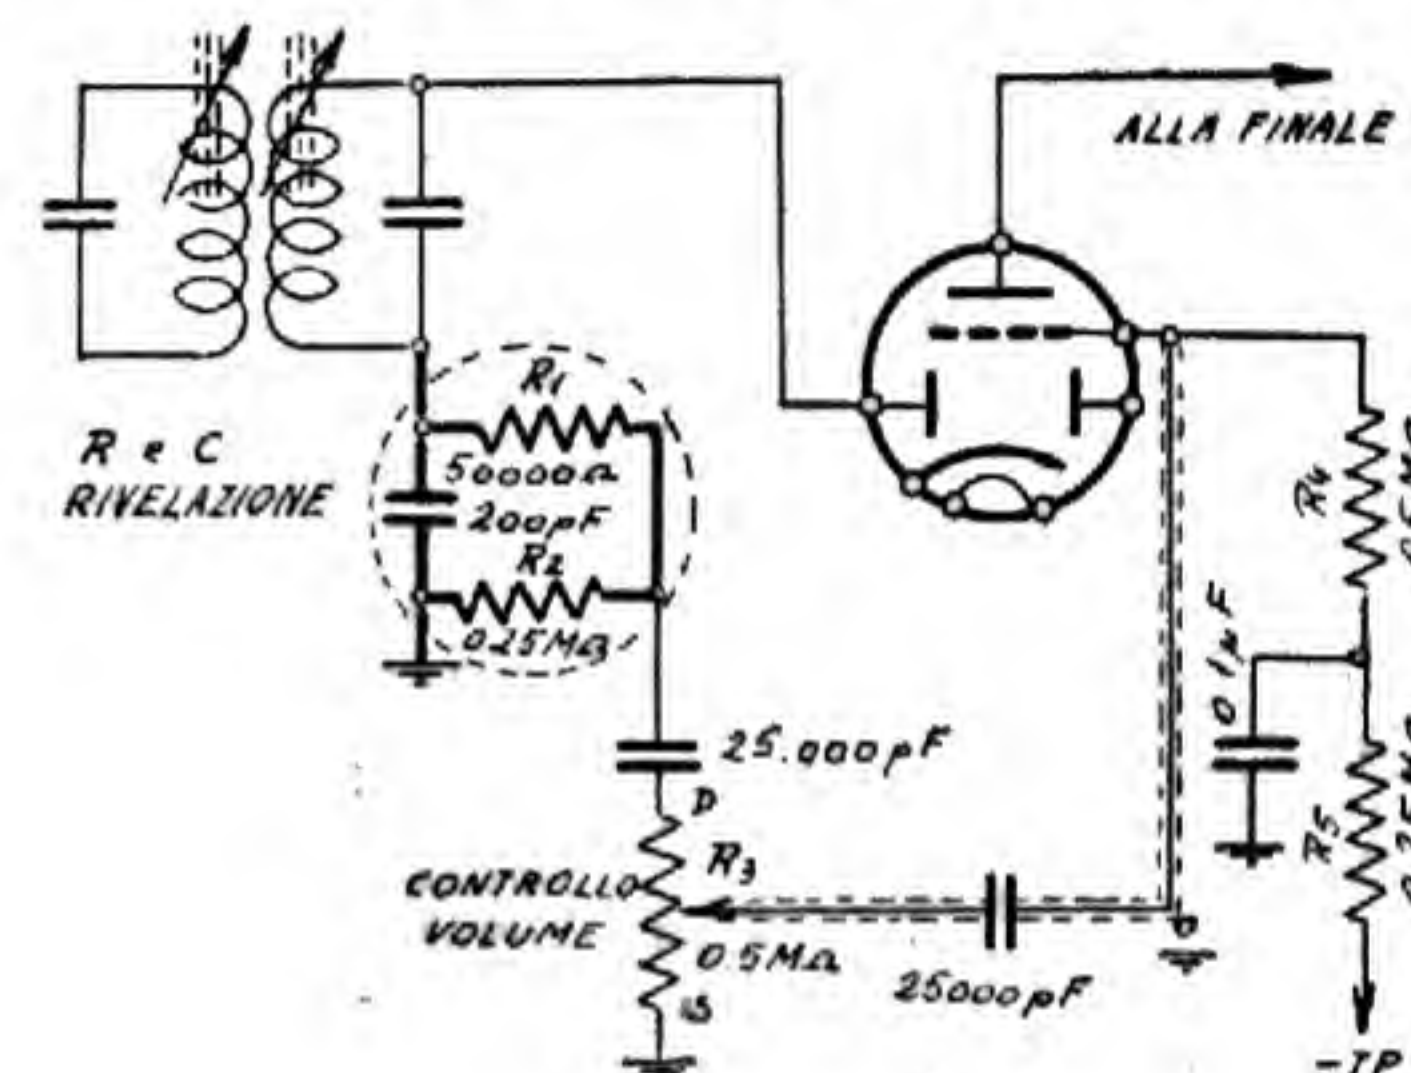 ALLA FINALE
R e C
RIVELAZIONE
R1
50000Ω
200pF
R2
0.25MΩ
25.000pF
D
R3
CONTROLLO
VOLUME
0.5MΩ
S
25000pF
0.1μF
R4
R5
-IP